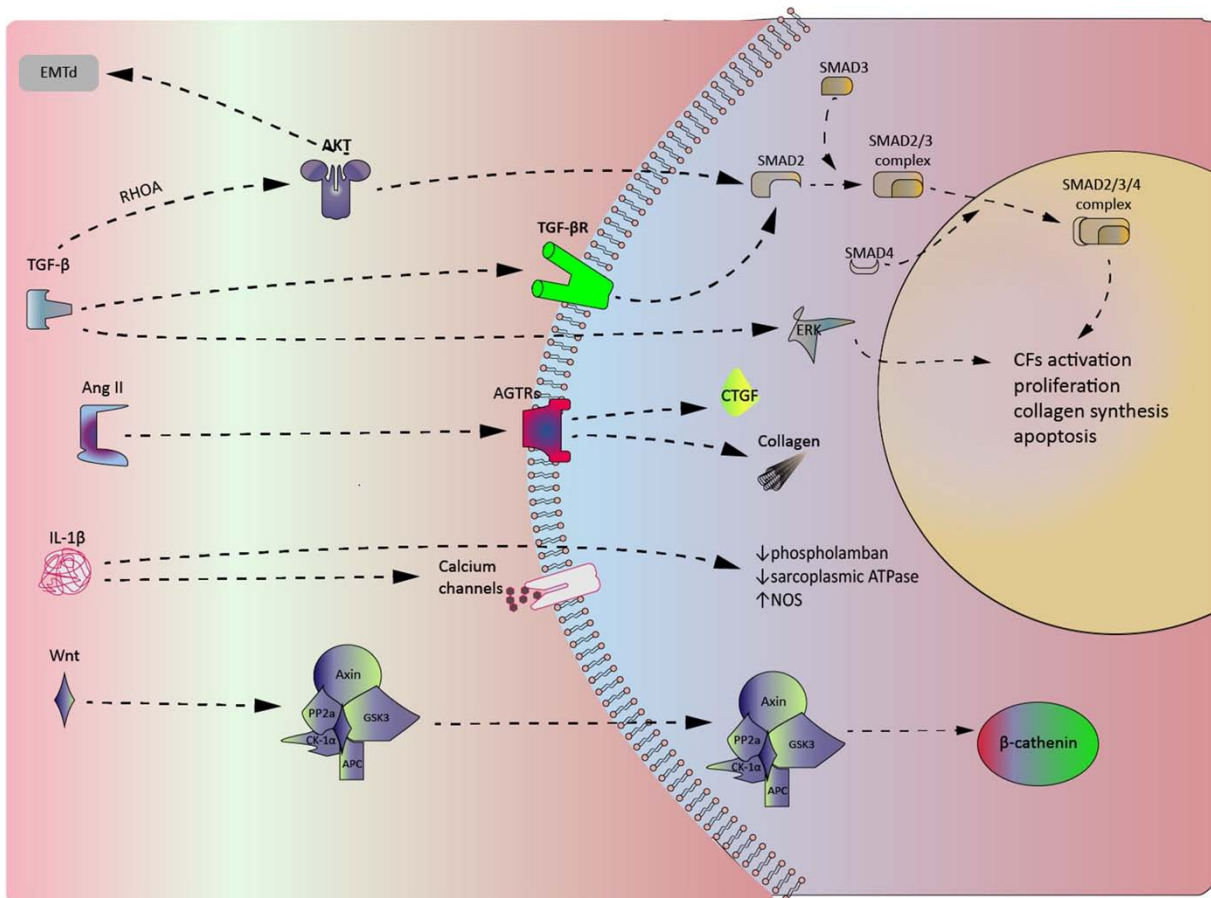 EMTd
AKT
RHOA
TGF-β
TGF-βR
SMAD3
SMAD2
SMAD2/3
complex
SMAD2/3/4
complex
SMAD4
ERK
CFs activation
proliferation
collagen synthesis
apoptosis
Ang II
AGTRs
CTGF
Collagen
IL-1β
Calcium
channels
↓phospholamban
↓sarcoplasmic ATPase
↑NOS
Wnt
Axin
PP2a
GSK3
CK-1α
APC
Axin
PP2a
GSK3
CK-1α
APC
β-cathenin